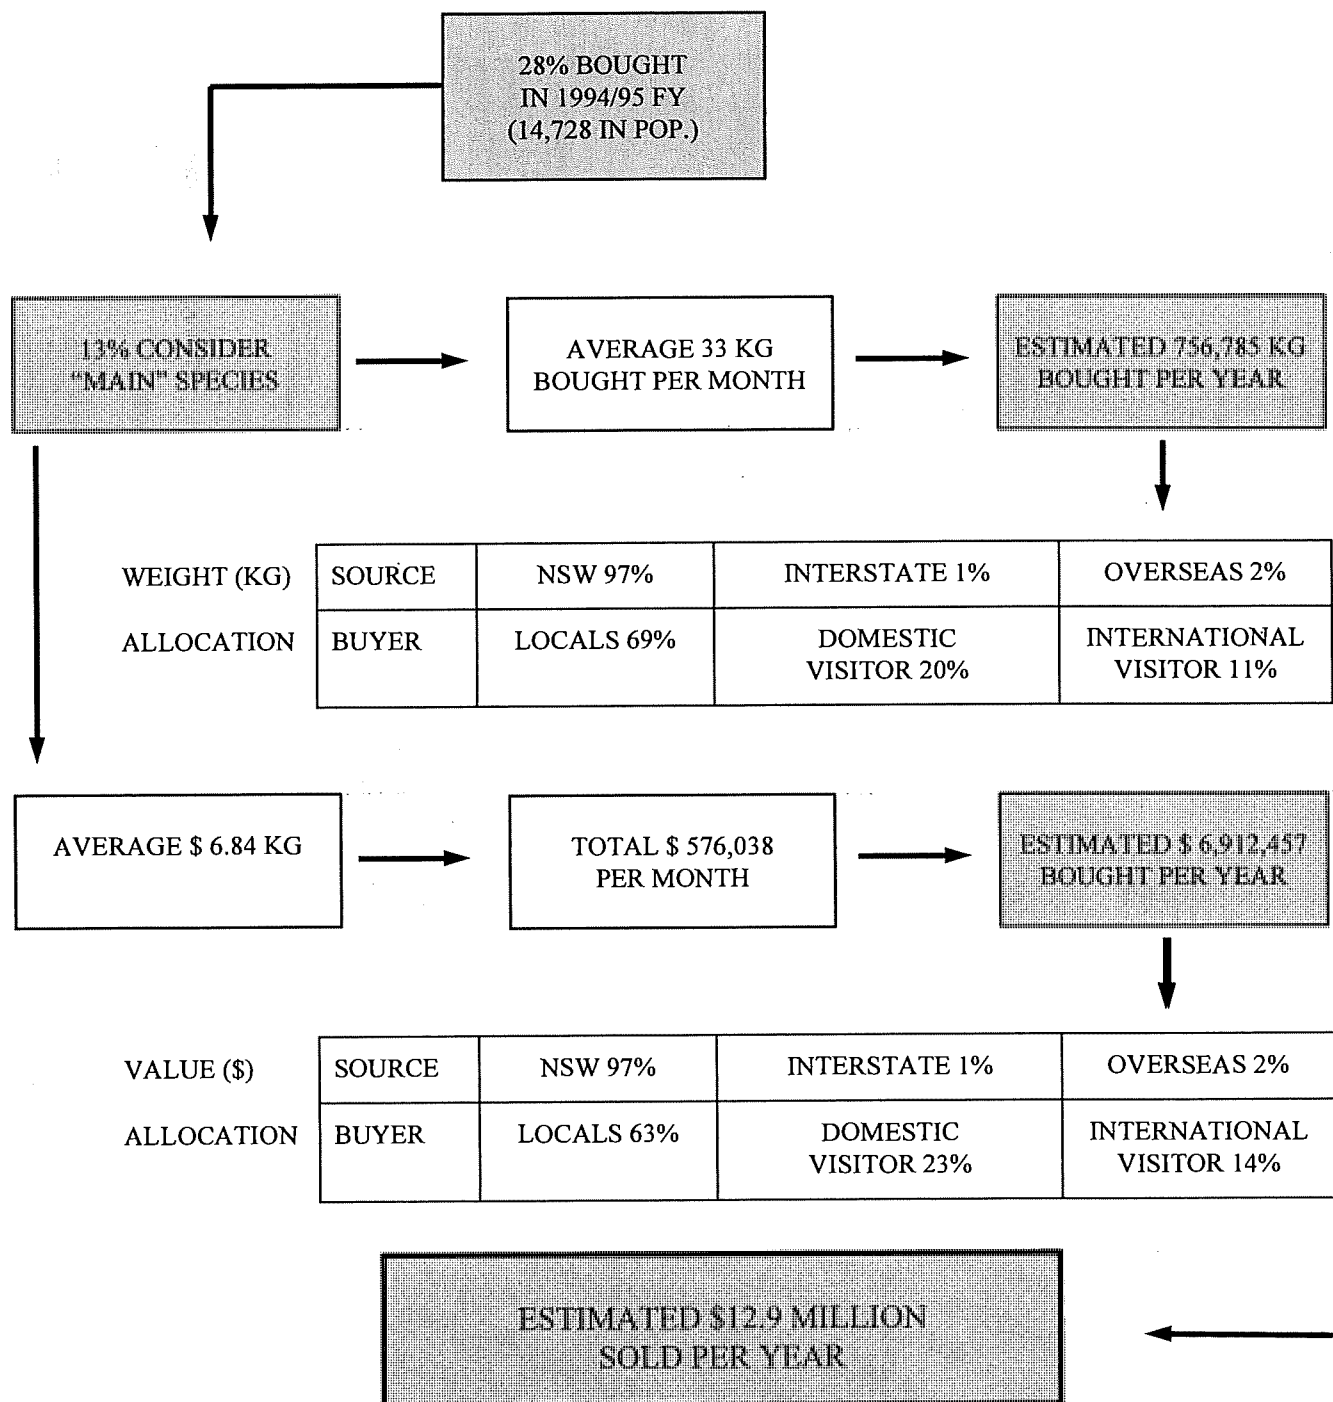 28% BOUGHT
IN 1994/95 FY
(14,728 IN POP.)
13% CONSIDER
“MAIN” SPECIES
AVERAGE 33 KG
BOUGHT PER MONTH
ESTIMATED 756,785 KG
BOUGHT PER YEAR
WEIGHT (KG)
SOURCE
NSW 97%
INTERSTATE 1%
OVERSEAS 2%
ALLOCATION
BUYER
LOCALS 69%
DOMESTIC
VISITOR 20%
INTERNATIONAL
VISITOR 11%
AVERAGE $ 6.84 KG
TOTAL $ 576,038
PER MONTH
ESTIMATED $ 6,912,457
BOUGHT PER YEAR
VALUE ($)
SOURCE
NSW 97%
INTERSTATE 1%
OVERSEAS 2%
ALLOCATION
BUYER
LOCALS 63%
DOMESTIC
VISITOR 23%
INTERNATIONAL
VISITOR 14%
ESTIMATED $12.9 MILLION
SOLD PER YEAR